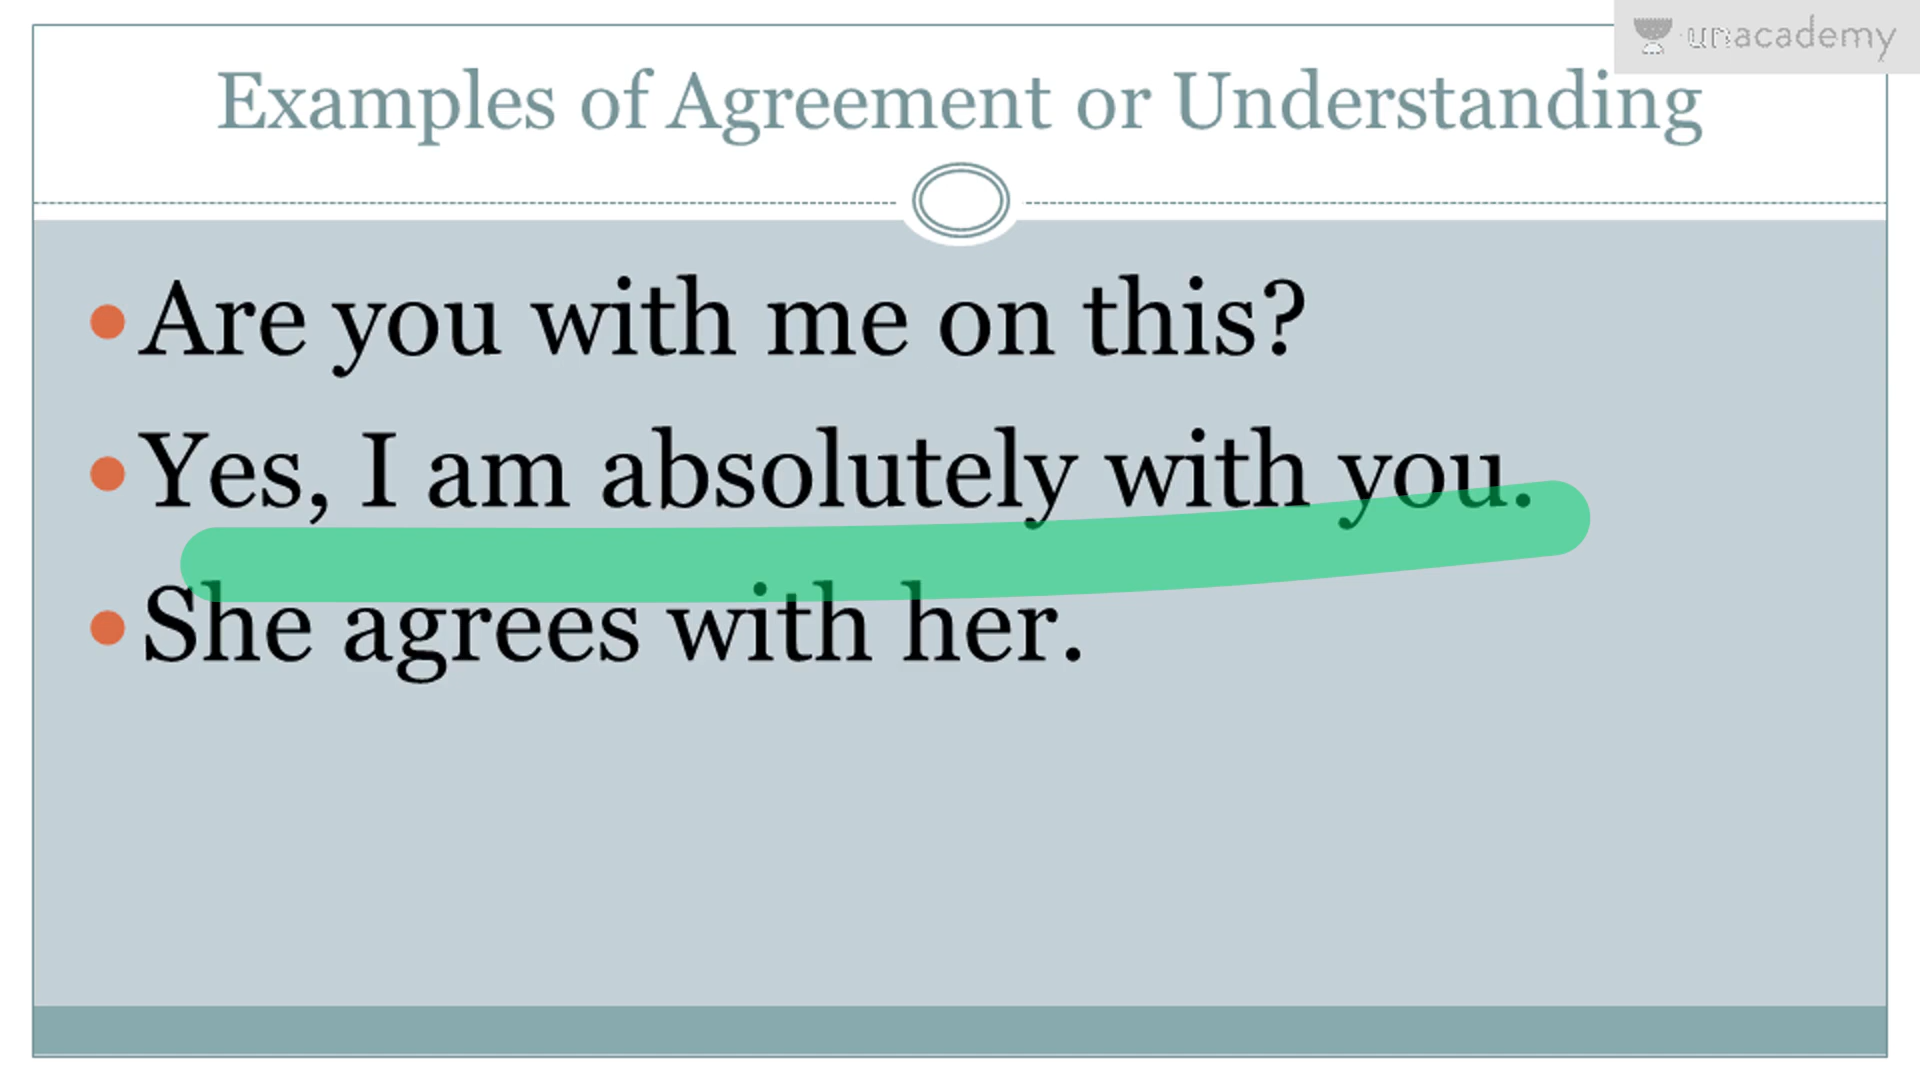 unacademy
Examples of Agreement or Understanding
Are you with me on this?
Yes, I am absolutely with you.
She agrees with her.